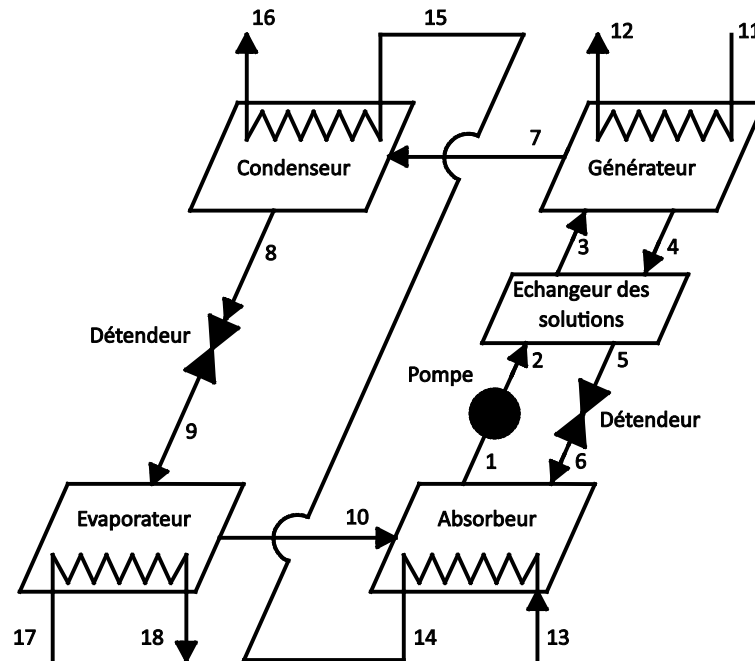 16
15
12
11
7
Condenseur
Générateur
8
3
4
Echangeur des
solutions
Détendeur
2
5
Pompe
Détendeur
9
1
6
Evaporateur
10
Absorbeur
17
18
14
13